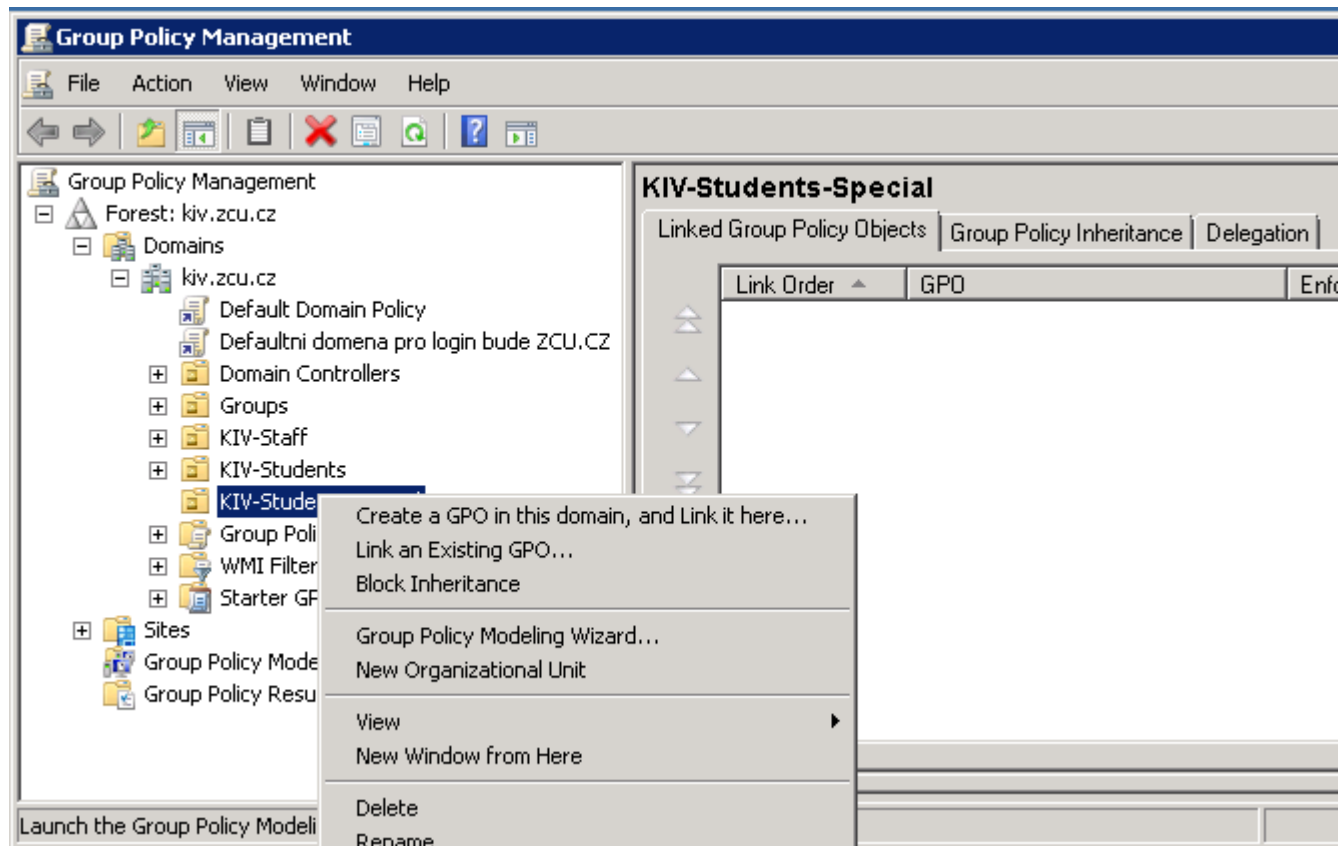 Group Policy Management
File Action View Window Help
Group Policy Management
Forest: kiv.zcu.cz
Domains
kiv.zcu.cz
Default Domain Policy
Defaultni domena pro login bude ZCU.CZ
Domain Controllers
Groups
KIV-Staff
KIV-Students
KIV-Stude
Group Poli
WMI Filter
Starter GP
Sites
Group Policy Mode
Group Policy Resu
KIV-Students-Special
Linked Group Policy Objects Group Policy Inheritance Delegation
Link Order GPO Enfo
Create a GPO in this domain, and Link it here...
Link an Existing GPO...
Block Inheritance
Group Policy Modeling Wizard...
New Organizational Unit
View
New Window from Here
Delete
Rename
Launch the Group Policy Modeli